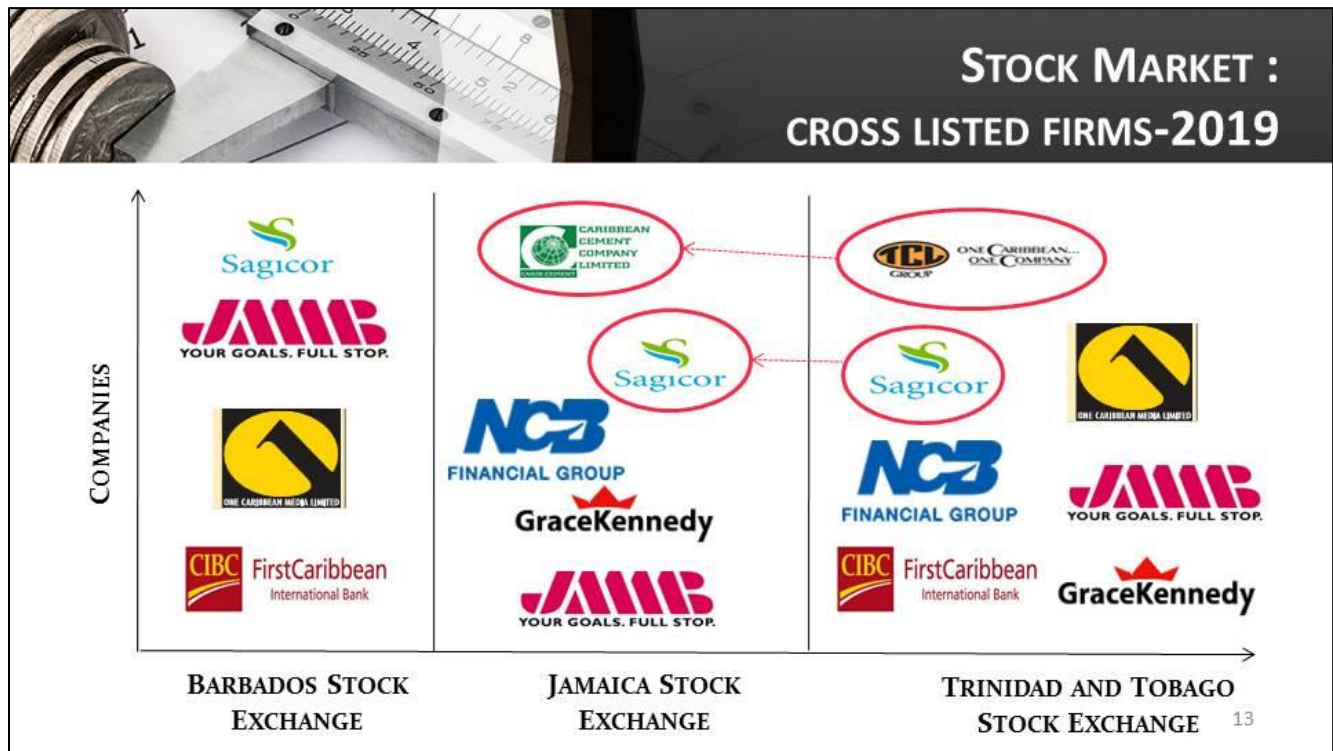 STOCK MARKET :
CROSS LISTED FIRMS-2019
COMPANIES
Sagicor
JMMB
YOUR GOALS. FULL STOP.
ONE CARIBBEAN MEDIA LIMITED
CIBC FirstCaribbean
International Bank
CARIBBEAN
CEMENT
COMPANY
LIMITED
CARIB CEMENT
Sagicor
NCB
FINANCIAL GROUP
GraceKennedy
JMMB
YOUR GOALS. FULL STOP.
TCL
GROUP
ONE CARIBBEAN...
ONE COMPANY
Sagicor
ONE CARIBBEAN MEDIA LIMITED
NCB
FINANCIAL GROUP
JMMB
YOUR GOALS. FULL STOP.
CIBC FirstCaribbean
International Bank
GraceKennedy
BARBADOS STOCK
EXCHANGE
JAMAICA STOCK
EXCHANGE
TRINIDAD AND TOBAGO
STOCK EXCHANGE
13